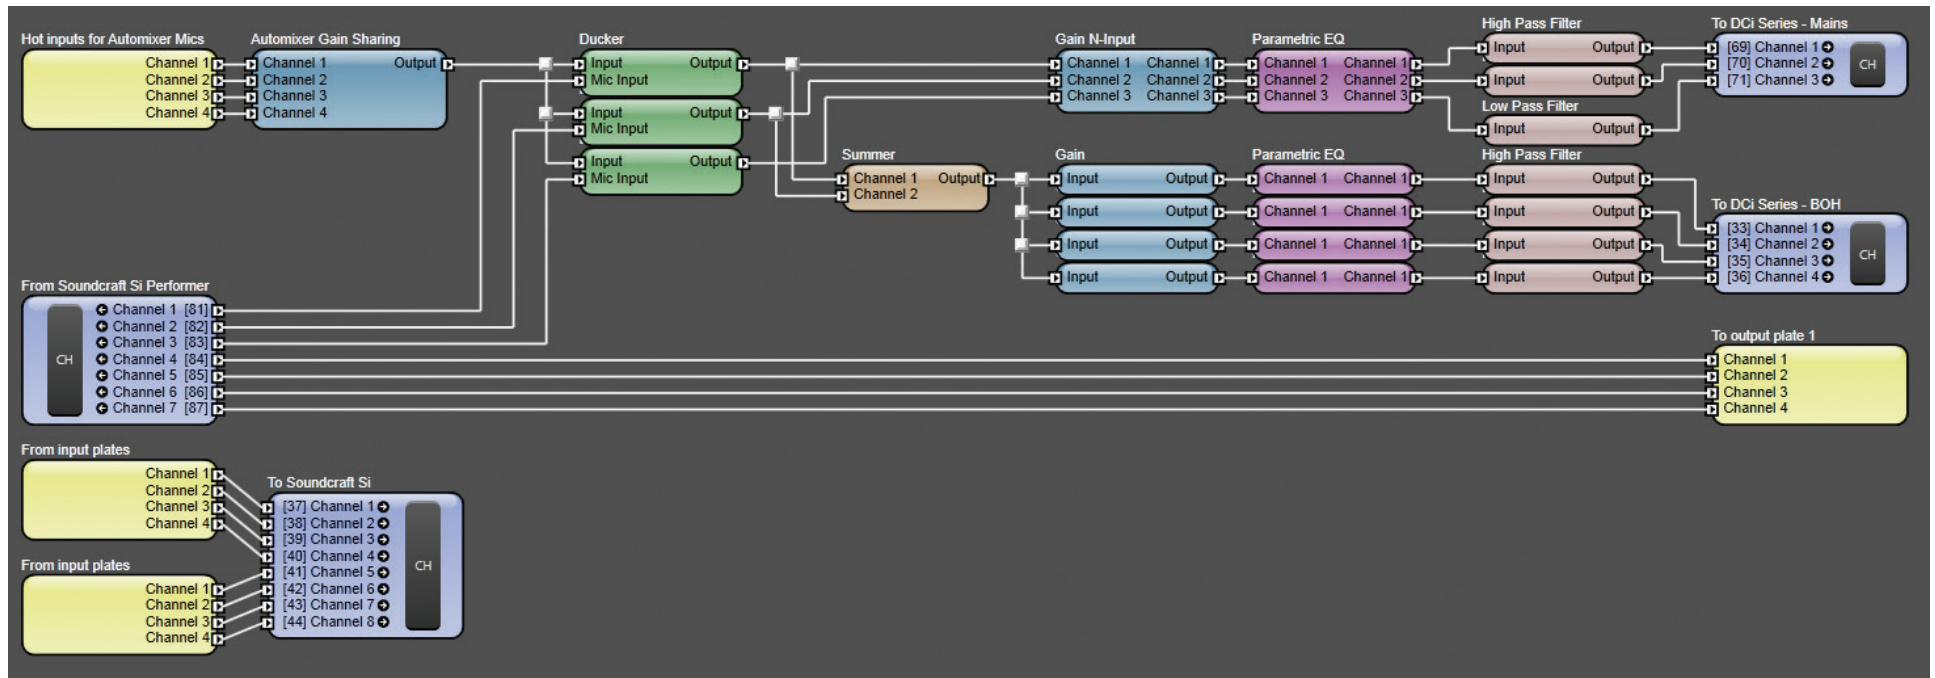 Hot inputs for Automixer Mics
Channel 1
Channel 2
Channel 3
Channel 4
Automixer Gain Sharing
Channel 1 Output
Channel 2
Channel 3
Channel 4
Ducker
Input Output
Mic Input
Input Output
Mic Input
Input Output
Mic Input
Summer
Channel 1 Output
Channel 2
Gain N-Input
Channel 1 Channel 1
Channel 2 Channel 2
Channel 3 Channel 3
Parametric EQ
Channel 1 Channel 1
Channel 2 Channel 2
Channel 3 Channel 3
High Pass Filter
Input Output
Input Output
Low Pass Filter
Input Output
To DCi Series - Mains
[69] Channel 1
[70] Channel 2
[71] Channel 3
CH
Gain
Input Output
Input Output
Input Output
Input Output
Parametric EQ
Channel 1 Channel 1
Channel 1 Channel 1
Channel 1 Channel 1
Channel 1 Channel 1
High Pass Filter
Input Output
Input Output
Input Output
Input Output
To DCi Series - BOH
[33] Channel 1
[34] Channel 2
[35] Channel 3
[36] Channel 4
CH
From Soundcraft Si Performer
CH
Channel 1 [81]
Channel 2 [82]
Channel 3 [83]
Channel 4 [84]
Channel 5 [85]
Channel 6 [86]
Channel 7 [87]
To output plate 1
Channel 1
Channel 2
Channel 3
Channel 4
From input plates
Channel 1
Channel 2
Channel 3
Channel 4
To Soundcraft Si
[37] Channel 1
[38] Channel 2
[39] Channel 3
[40] Channel 4
[41] Channel 5
[42] Channel 6
[43] Channel 7
[44] Channel 8
CH
From input plates
Channel 1
Channel 2
Channel 3
Channel 4